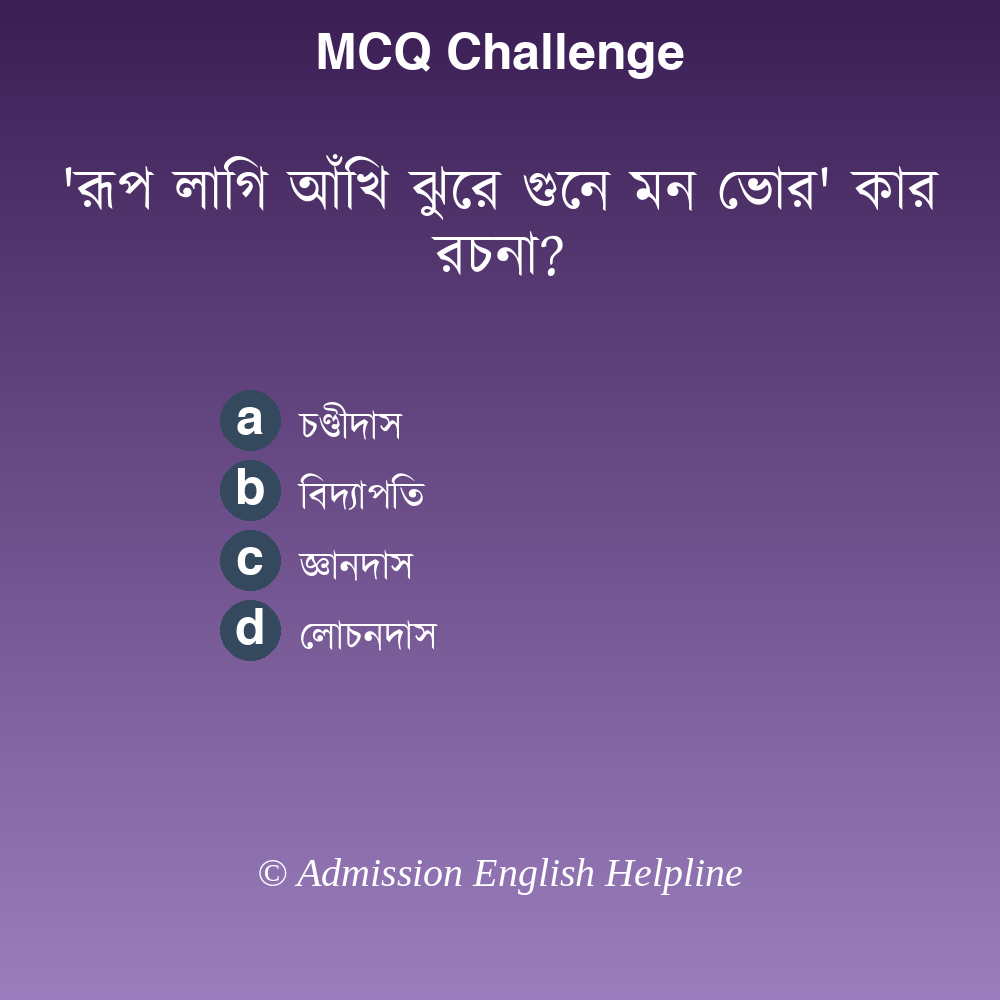 MCQ Challenge
'রূপ লাগি আঁখি ঝুরে গুনে মন ভোর' কার
রচনা?
a চণ্ডীদাস
b বিদ্যাপতি
c জ্ঞানদাস
d লোচনদাস
© Admission English Helpline